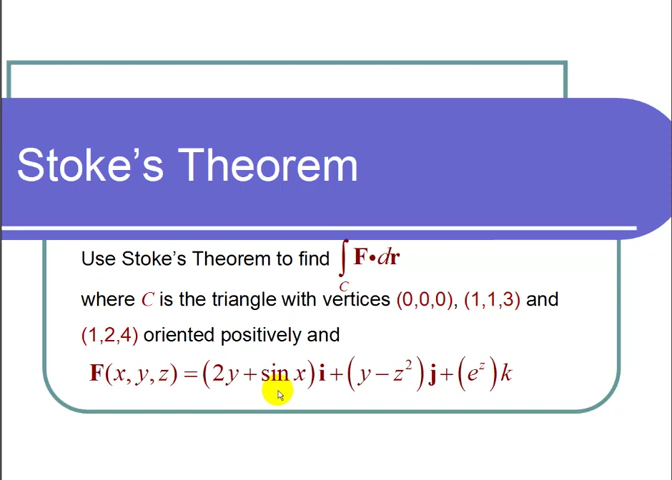 Stoke's Theorem
Use Stoke's Theorem to find ∫_C F•dr
where C is the triangle with vertices (0,0,0), (1,1,3) and
(1,2,4) oriented positively and
F(x, y, z) = (2y + sin x)i + (y − z²)j + (e^z)k